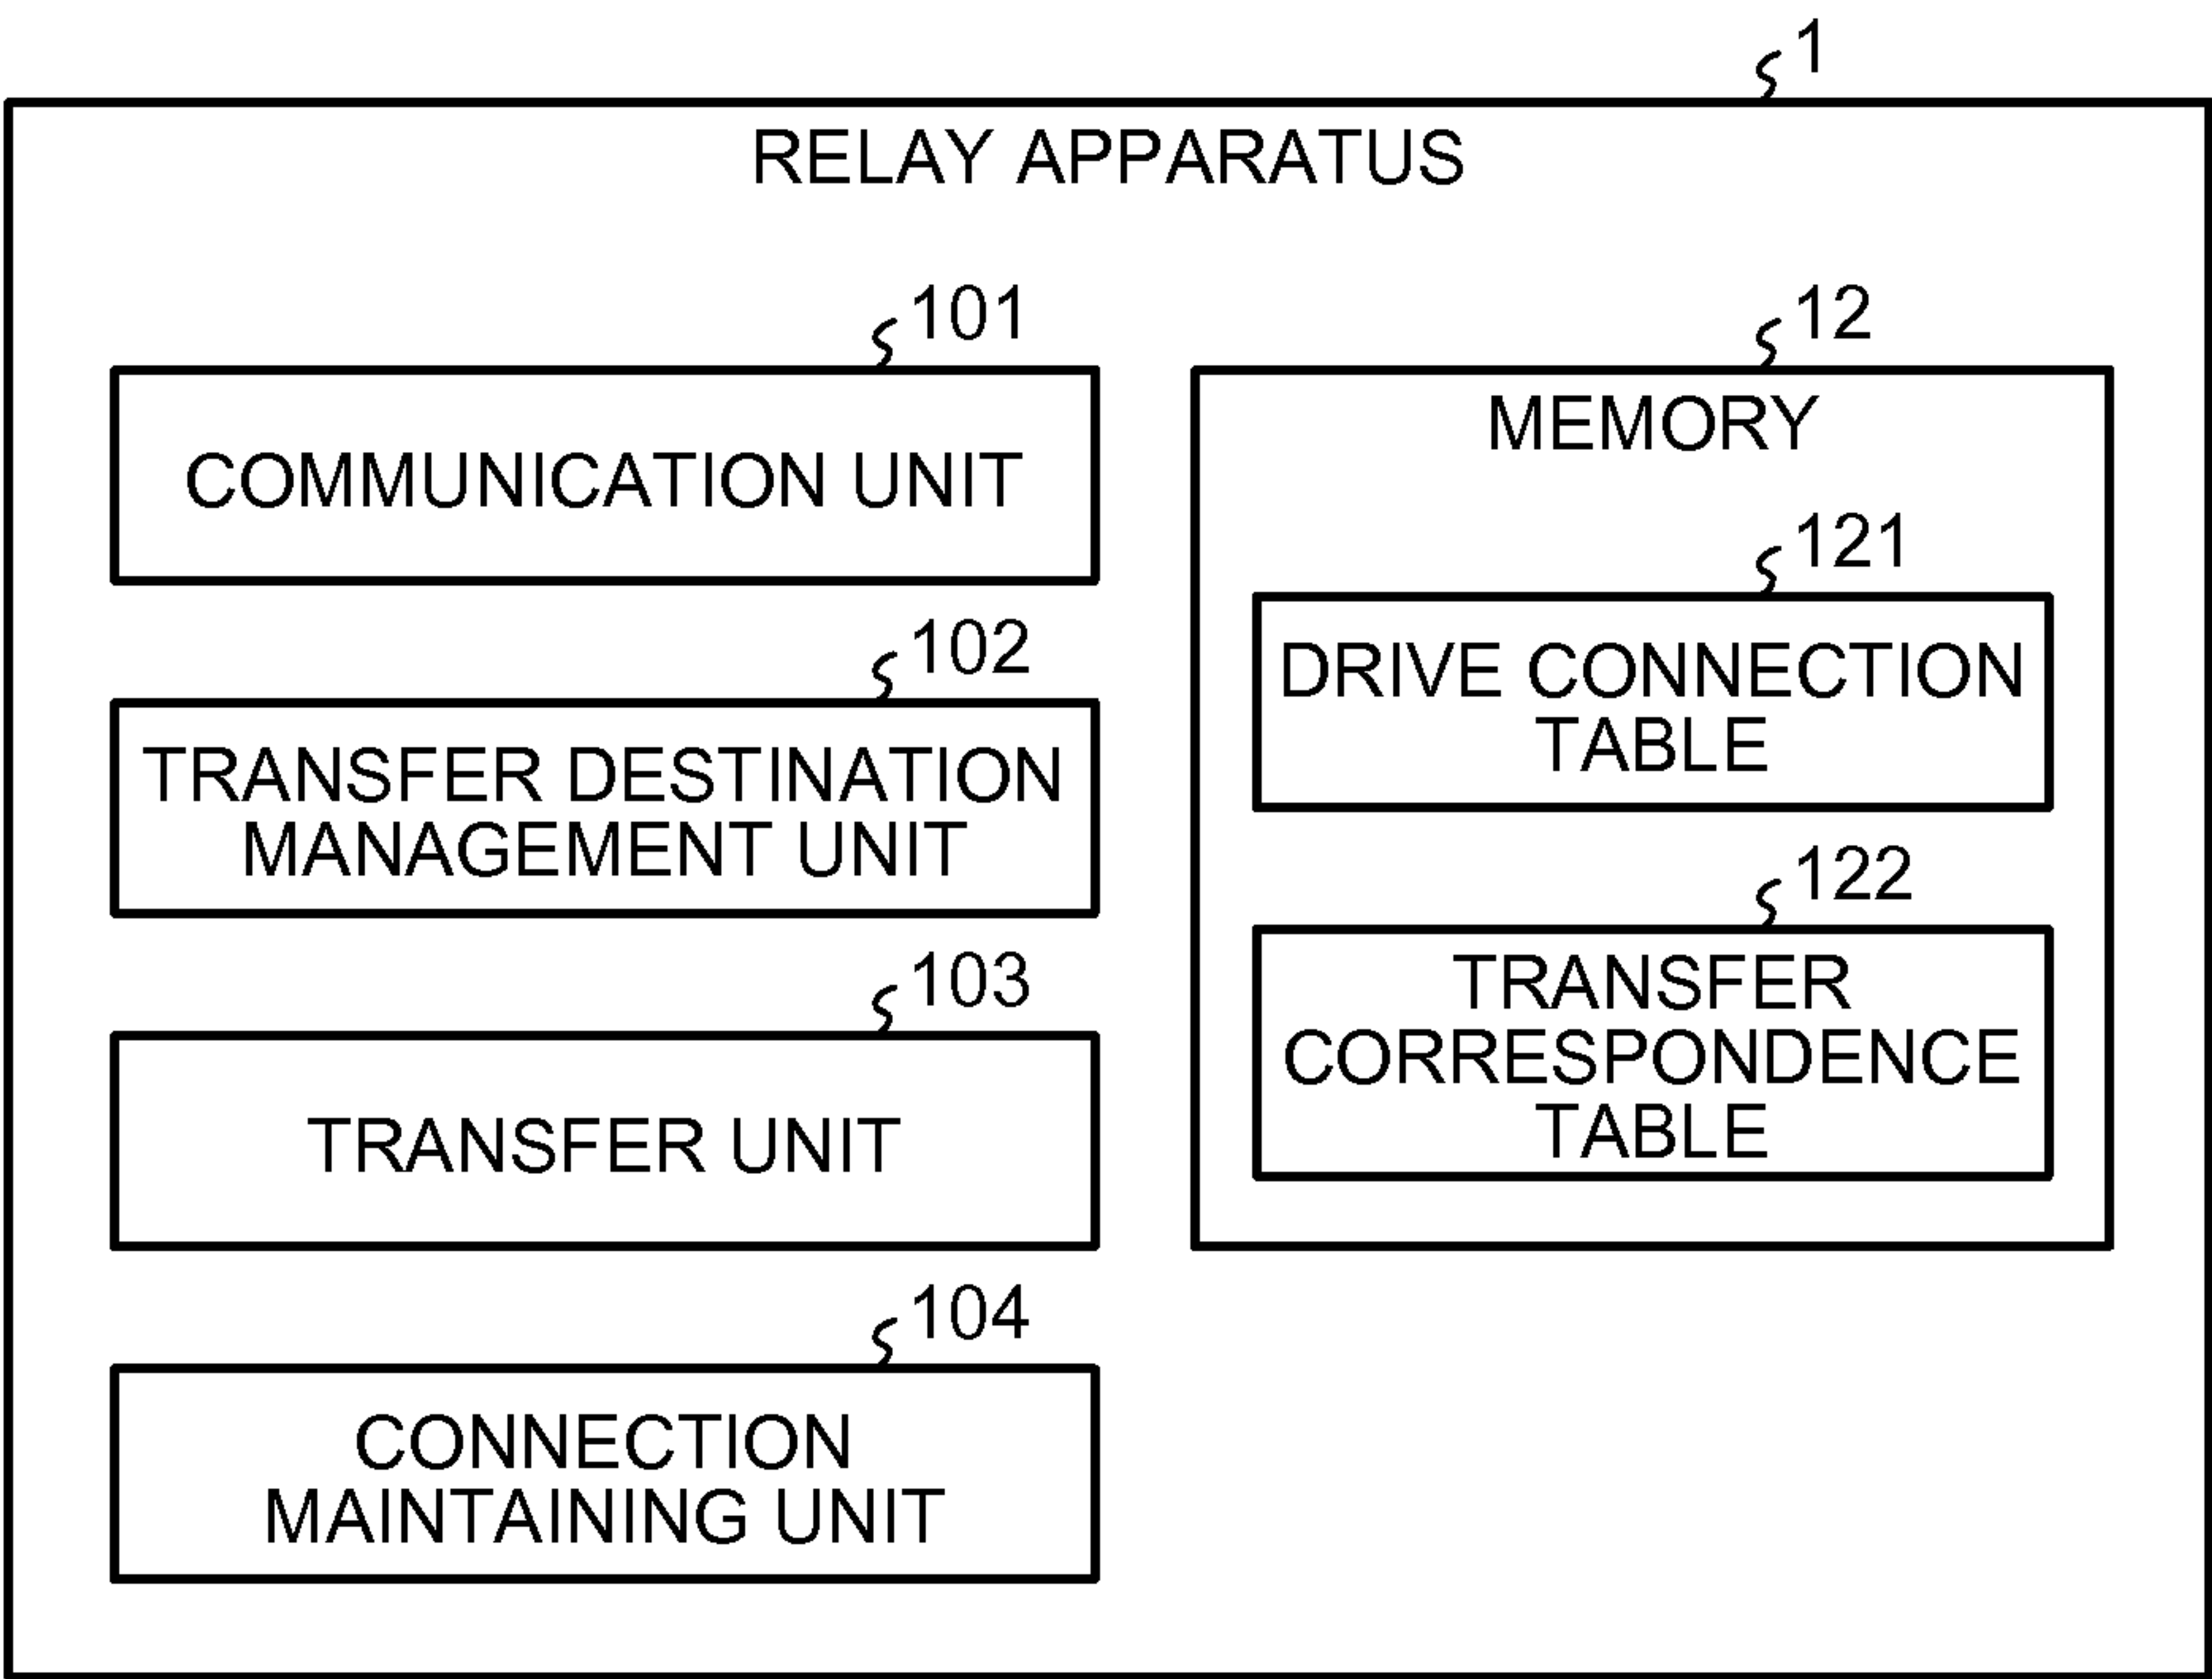 1
RELAY APPARATUS
101
COMMUNICATION UNIT
102
TRANSFER DESTINATION
MANAGEMENT UNIT
103
TRANSFER UNIT
104
CONNECTION
MAINTAINING UNIT
12
MEMORY
121
DRIVE CONNECTION
TABLE
122
TRANSFER
CORRESPONDENCE
TABLE